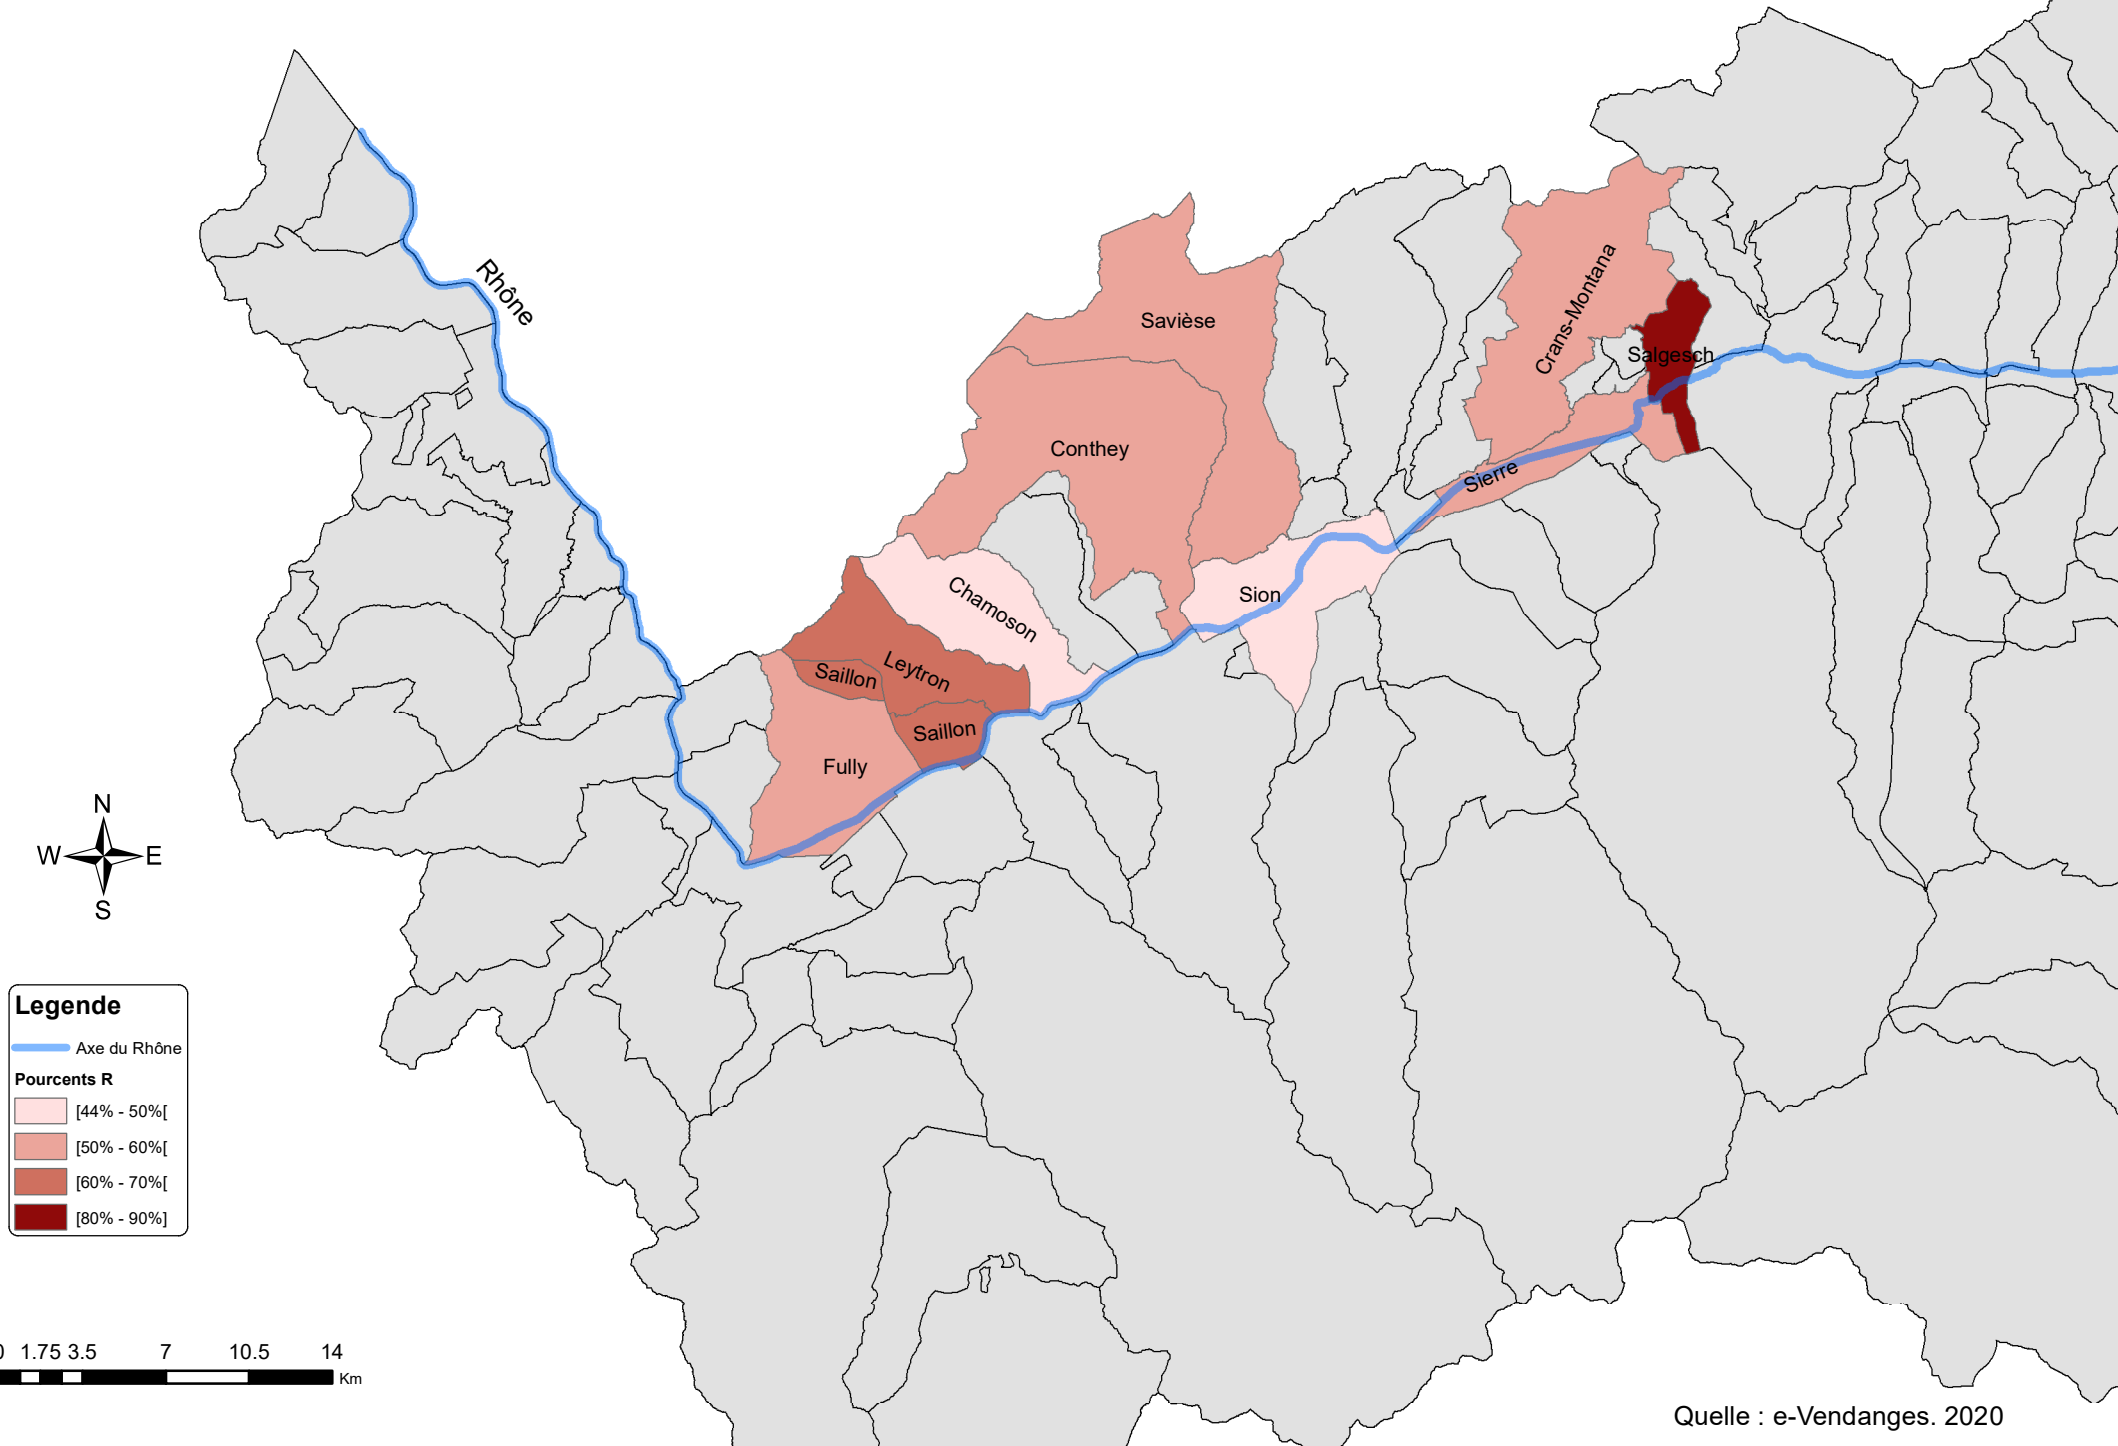 Rhône
Crans-Montana
Savièse
Salgesch
Conthey
Sierre
Sion
Chamoson
Leytron
Saillon
Saillon
Fully
N
W E
S
Legende
Axe du Rhône
Pourcents R
[44% - 50%[
[50% - 60%[
[60% - 70%[
[80% - 90%]
0 1.75 3.5 7 10.5 14
Km
Quelle : e-Vendanges. 2020